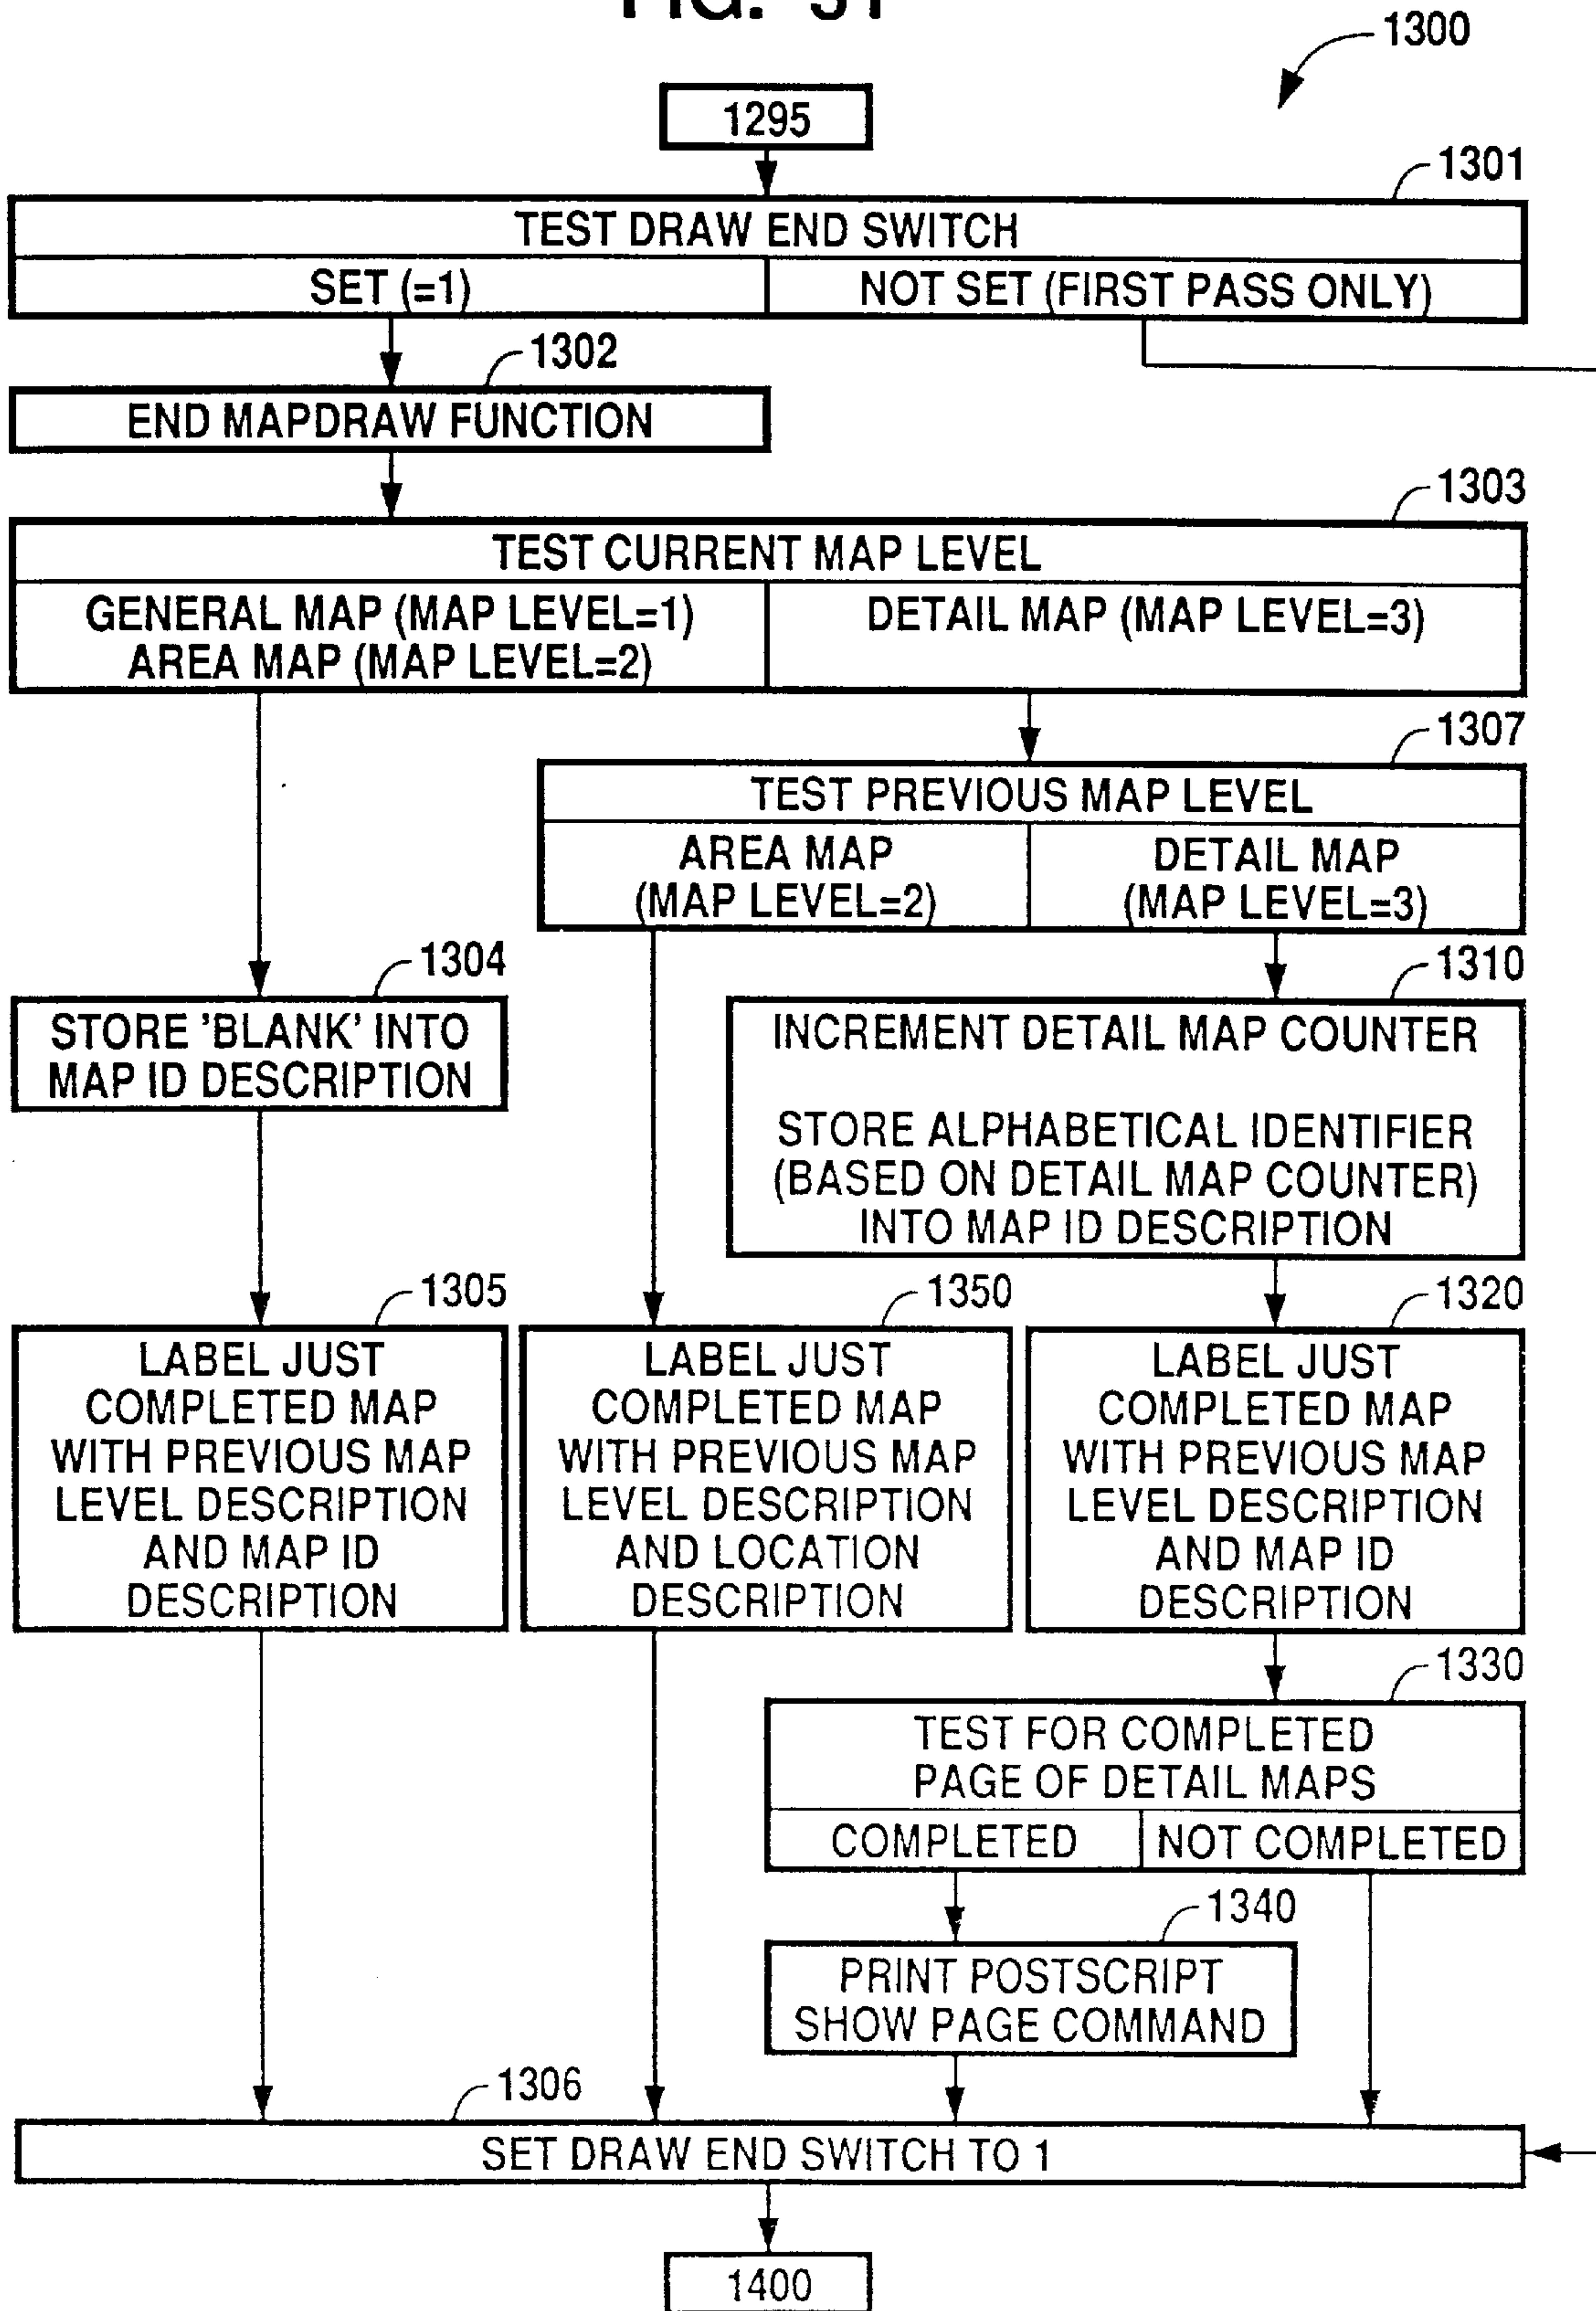 FIG. 31
1300
1295
1301
TEST DRAW END SWITCH
SET (=1)
NOT SET (FIRST PASS ONLY)
1302
END MAPDRAW FUNCTION
1303
TEST CURRENT MAP LEVEL
GENERAL MAP (MAP LEVEL=1)
AREA MAP (MAP LEVEL=2)
DETAIL MAP (MAP LEVEL=3)
1307
TEST PREVIOUS MAP LEVEL
AREA MAP
(MAP LEVEL=2)
DETAIL MAP
(MAP LEVEL=3)
1304
STORE 'BLANK' INTO
MAP ID DESCRIPTION
1310
INCREMENT DETAIL MAP COUNTER
STORE ALPHABETICAL IDENTIFIER
(BASED ON DETAIL MAP COUNTER)
INTO MAP ID DESCRIPTION
1305
LABEL JUST
COMPLETED MAP
WITH PREVIOUS MAP
LEVEL DESCRIPTION
AND MAP ID
DESCRIPTION
1350
LABEL JUST
COMPLETED MAP
WITH PREVIOUS MAP
LEVEL DESCRIPTION
AND LOCATION
DESCRIPTION
1320
LABEL JUST
COMPLETED MAP
WITH PREVIOUS MAP
LEVEL DESCRIPTION
AND MAP ID
DESCRIPTION
1330
TEST FOR COMPLETED
PAGE OF DETAIL MAPS
COMPLETED
NOT COMPLETED
1340
PRINT POSTSCRIPT
SHOW PAGE COMMAND
1306
SET DRAW END SWITCH TO 1
1400